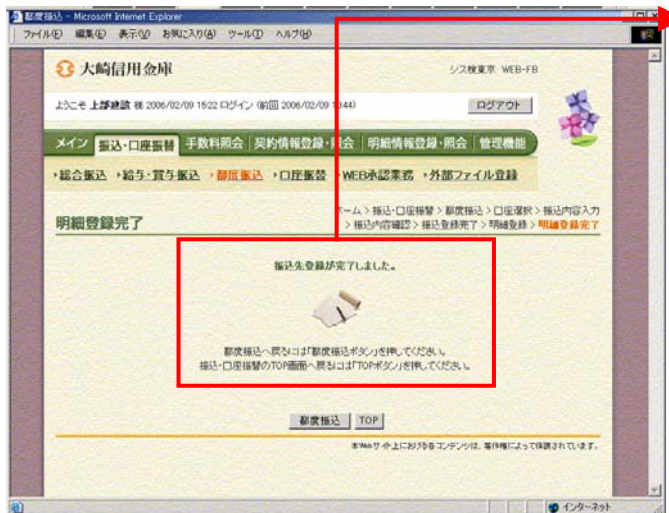 都度振込 - Microsoft Internet Explorer
ファイル(F) 編集(E) 表示(V) お気に入り(A) ツール(T) ヘルプ(H)
大崎信用金庫
シス検東京 WEB-FB
ようこそ 上部建設 様 2006/02/09 1522 ログイン (前回 2006/02/09
ログアウト
メイン 振込・口座振替 手数料照会 契約情報登録・照会 明細情報登録・照会 管理機能
総合振込 給与・賞与振込 都度振込 口座振替 WEB承認業務 外部ファイル登録
明細登録完了
ホーム > 振込・口座振替 > 都度振込 > 口座選択 > 振込内容入力
> 振込内容確認 > 振込登録完了 > 明細登録 > 明細登録完了
振込先登録が完了しました。
都度振込へ戻るには「都度振込ボタン」を押してください。
振込・口座振替のTOP画面へ戻るには「TOPボタン」を押してください。
都度振込 TOP
本Webサイト上におけるコンテンツは、著作権によって保護されています。
インターネット